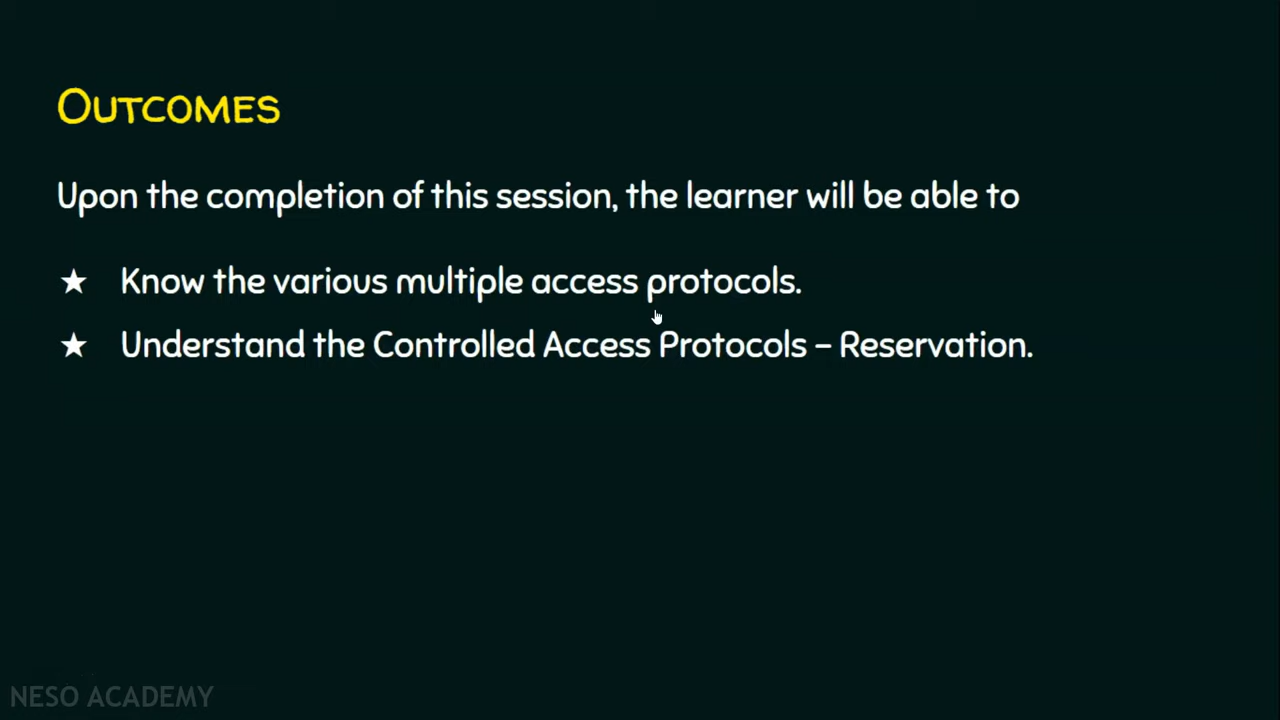 OUTCOMES
Upon the completion of this session, the learner will be able to
★ Know the various multiple access protocols.
★ Understand the Controlled Access Protocols – Reservation.
NESO ACADEMY